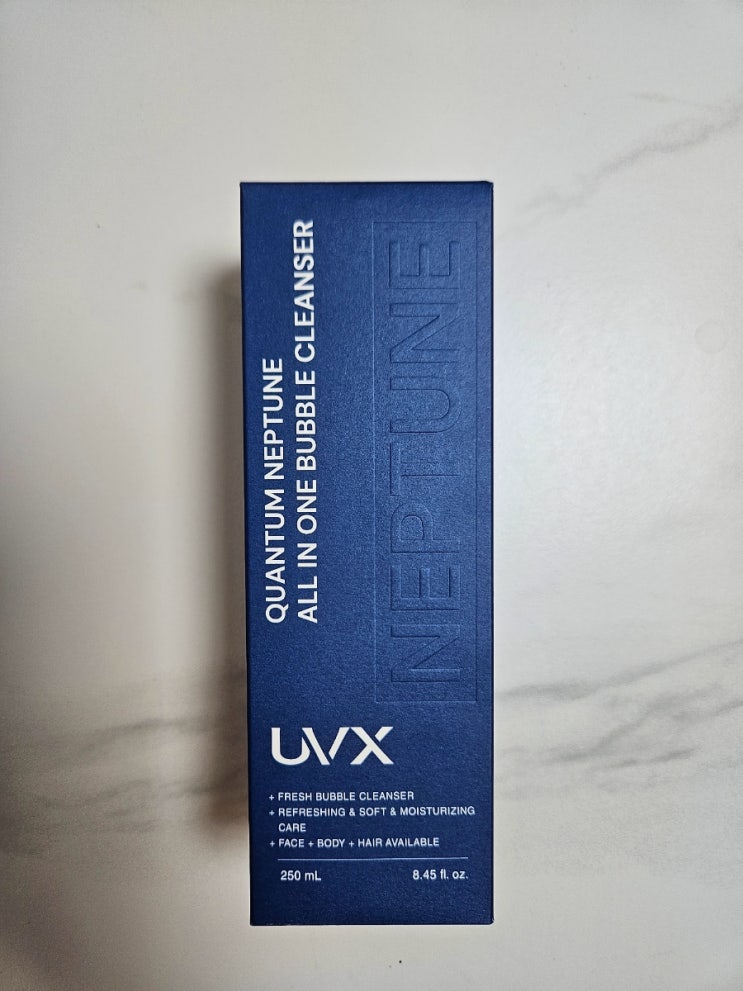 QUANTUM NEPTUNE
ALL IN ONE BUBBLE CLEANSER
NEPTUNE
UVX
+ FRESH BUBBLE CLEANSER
+ REFRESHING & SOFT & MOISTURIZING
CARE
+ FACE + BODY + HAIR AVAILABLE
250 mL 8.45 fl. oz.